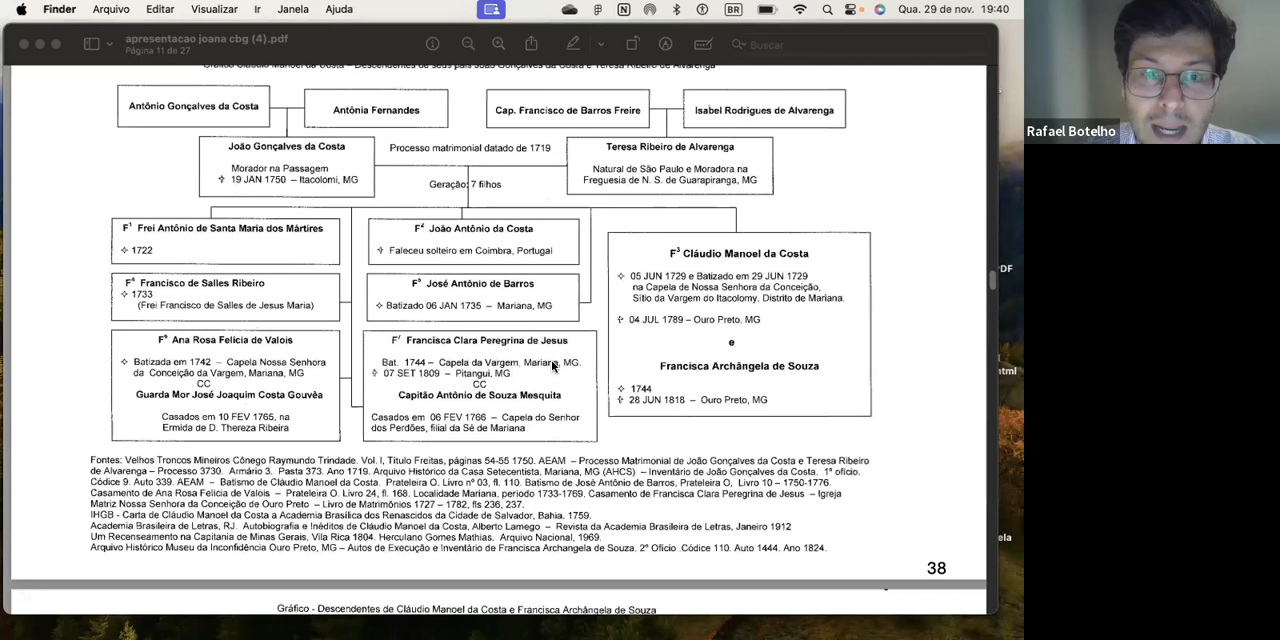 Finder Arquivo Editar Visualizar Ir Janela Ajuda BR Qua. 29 de nov. 19:40
apresentacao joana cbg (4).pdf
Página 11 de 27
Buscar
Rafael Botelho
Gráfico Cláudio Manoel da Costa – Descendentes de seus pais João Gonçalves da Costa e Teresa Ribeiro de Alvarenga
Antônio Gonçalves da Costa
Antônia Fernandes
Cap. Francisco de Barros Freire
Isabel Rodrigues de Alvarenga
João Gonçalves da Costa
Morador na Passagem
✞ 19 JAN 1750 – Itacolomi, MG
Processo matrimonial datado de 1719
Geração: 7 filhos
Teresa Ribeiro de Alvarenga
Natural de São Paulo e Moradora na
Freguesia de N. S. de Guarapiranga, MG
F¹ Frei Antônio de Santa Maria dos Mártires
✧ 1722
F² João Antônio da Costa
✞ Faleceu solteiro em Coimbra, Portugal
F³ Cláudio Manoel da Costa
✧ 05 JUN 1729 e Batizado em 29 JUN 1729
na Capela de Nossa Senhora da Conceição,
Sítio da Vargem do Itacolomy, Distrito de Mariana.
✞ 04 JUL 1789 – Ouro Preto, MG
e
Francisca Archângela de Souza
✧ 1744
✞ 28 JUN 1818 – Ouro Preto, MG
F⁴ Francisco de Salles Ribeiro
✧ 1733
(Frei Francisco de Salles de Jesus Maria)
F⁵ José Antônio de Barros
✧ Batizado 06 JAN 1735 – Mariana, MG
F⁶ Ana Rosa Felícia de Valois
✧ Batizada em 1742 – Capela Nossa Senhora
da Conceição da Vargem, Mariana, MG
CC
Guarda Mor José Joaquim Costa Gouvêa
Casados em 10 FEV 1765, na
Ermida de D. Thereza Ribeira
F⁷ Francisca Clara Peregrina de Jesus
Bat. 1744 – Capela da Vargem, Mariana, MG.
✞ 07 SET 1809 – Pitangui, MG
CC
Capitão Antônio de Souza Mesquita
Casados em 06 FEV 1766 – Capela do Senhor
dos Perdões, filial da Sé de Mariana
Fontes: Velhos Troncos Mineiros Cônego Raymundo Trindade. Vol. I, Titulo Freitas, páginas 54-55 1750. AEAM – Processo Matrimonial de João Gonçalves da Costa e Teresa Ribeiro
de Alvarenga – Processo 3730. Armário 3. Pasta 373. Ano 1719. Arquivo Histórico da Casa Setecentista, Mariana, MG (AHCS) – Inventário de João Gonçalves da Costa. 1º ofício.
Códice 9. Auto 339. AEAM – Batismo de Cláudio Manoel da Costa. Prateleira O. Livro nº 03, fl. 110. Batismo de José Antônio de Barros, Prateleira O, Livro 10 – 1750-1776.
Casamento de Ana Rosa Felícia de Valois – Prateleira O. Livro 24, fl. 168. Localidade Mariana, período 1733-1769. Casamento de Francisca Clara Peregrina de Jesus – Igreja
Matriz Nossa Senhora da Conceição de Ouro Preto – Livro de Matrimônios 1727 – 1782, fls 236, 237.
IHGB - Carta de Cláudio Manoel da Costa a Academia Brasílica dos Renascidos da Cidade de Salvador, Bahia. 1759.
Academia Brasileira de Letras, RJ. Autobiografia e Inéditos de Cláudio Manoel da Costa, Alberto Lamego – Revista da Academia Brasileira de Letras, Janeiro 1912
Um Recenseamento na Capitania de Minas Gerais, Vila Rica 1804. Herculano Gomes Mathias. Arquivo Nacional, 1969.
Arquivo Histórico Museu da Inconfidência Ouro Preto, MG – Autos de Execução e Inventário de Francisca Archangela de Souza. 2º Ofício .Códice 110. Auto 1444. Ano 1824.
38
Gráfico - Descendentes de Cláudio Manoel da Costa e Francisca Archângela de Souza